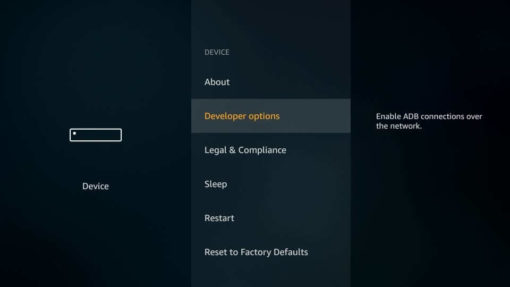 Device
DEVICE
About
Developer options
Legal & Compliance
Sleep
Restart
Reset to Factory Defaults
Enable ADB connections over
the network.